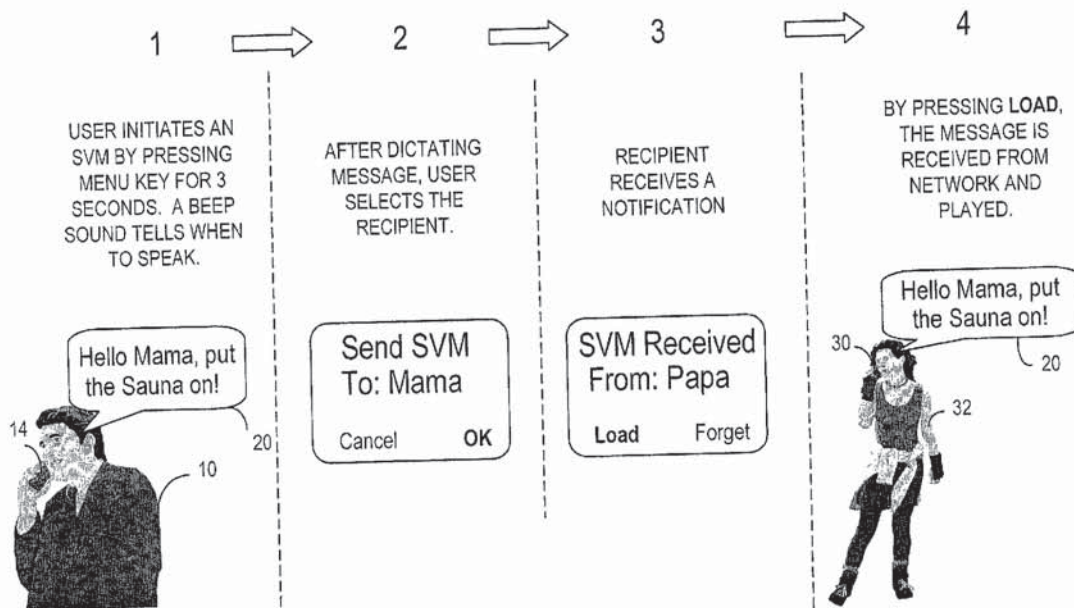 1
2
3
4
USER INITIATES AN
SVM BY PRESSING
MENU KEY FOR 3
SECONDS. A BEEP
SOUND TELLS WHEN
TO SPEAK.
AFTER DICTATING
MESSAGE, USER
SELECTS THE
RECIPIENT.
RECIPIENT
RECEIVES A
NOTIFICATION
BY PRESSING LOAD,
THE MESSAGE IS
RECEIVED FROM
NETWORK AND
PLAYED.
Hello Mama, put
the Sauna on!
14
20
10
Send SVM
To: Mama
Cancel OK
SVM Received
From: Papa
Load Forget
Hello Mama, put
the Sauna on!
30
20
32